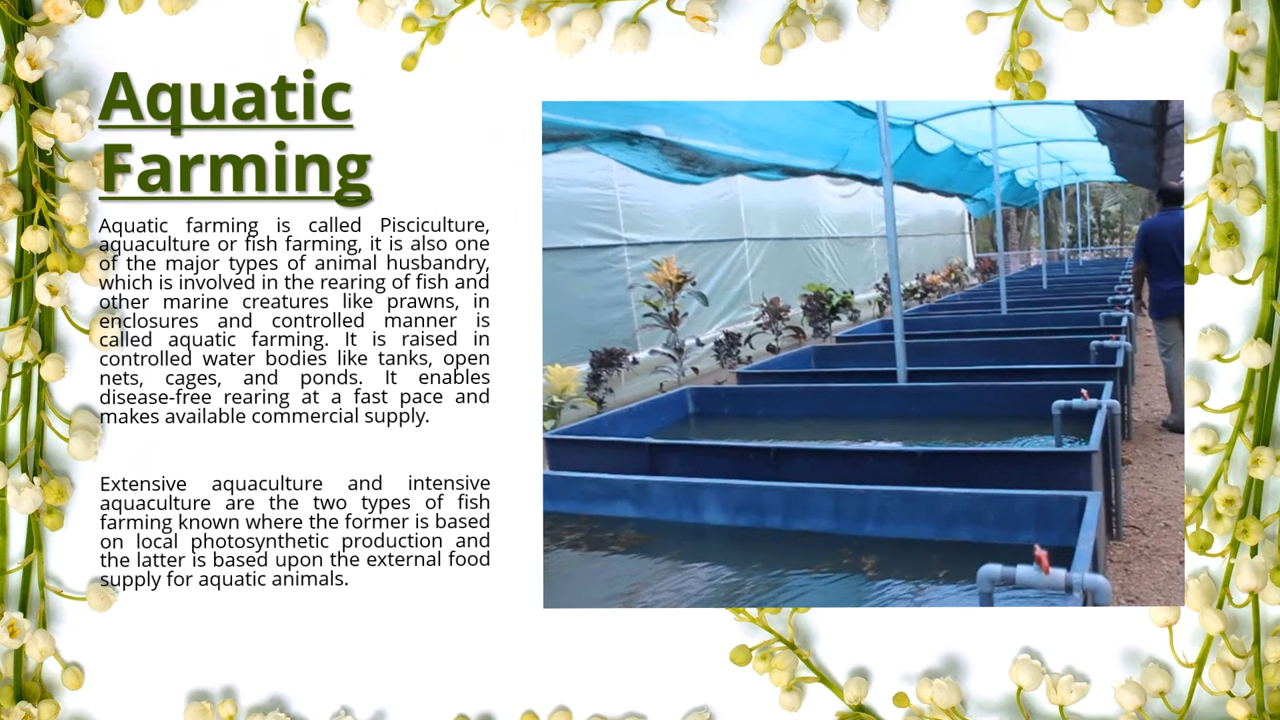 Aquatic
Farming
Aquatic farming is called Pisciculture,
aquaculture or fish farming, it is also one
of the major types of animal husbandry,
which is involved in the rearing of fish and
other marine creatures like prawns, in
enclosures and controlled manner is
called aquatic farming. It is raised in
controlled water bodies like tanks, open
nets, cages, and ponds. It enables
disease-free rearing at a fast pace and
makes available commercial supply.
Extensive aquaculture and intensive
aquaculture are the two types of fish
farming known where the former is based
on local photosynthetic production and
the latter is based upon the external food
supply for aquatic animals.